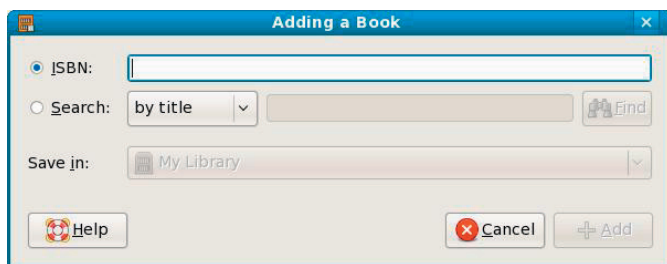 Adding a Book
ISBN:
Search: by title Find
Save in: My Library
Help Cancel Add